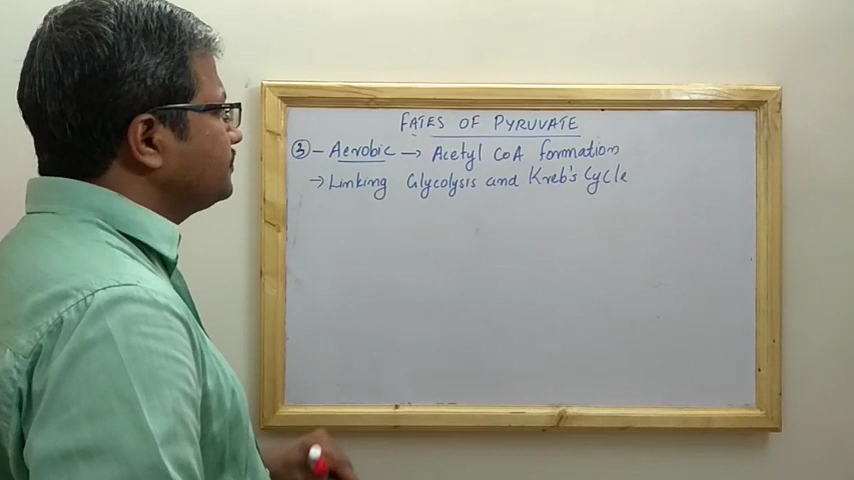 FATES OF PYRUVATE
③ - Aerobic → Acetyl CoA formation
→ Linking Glycolysis and Kreb's Cycle